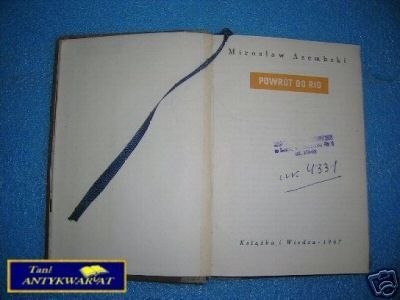 Mirosław Azembski
POWRÓT DO RIO
4331
Książka i Wiedza · 1967
Tani
ANTYKWARIAT